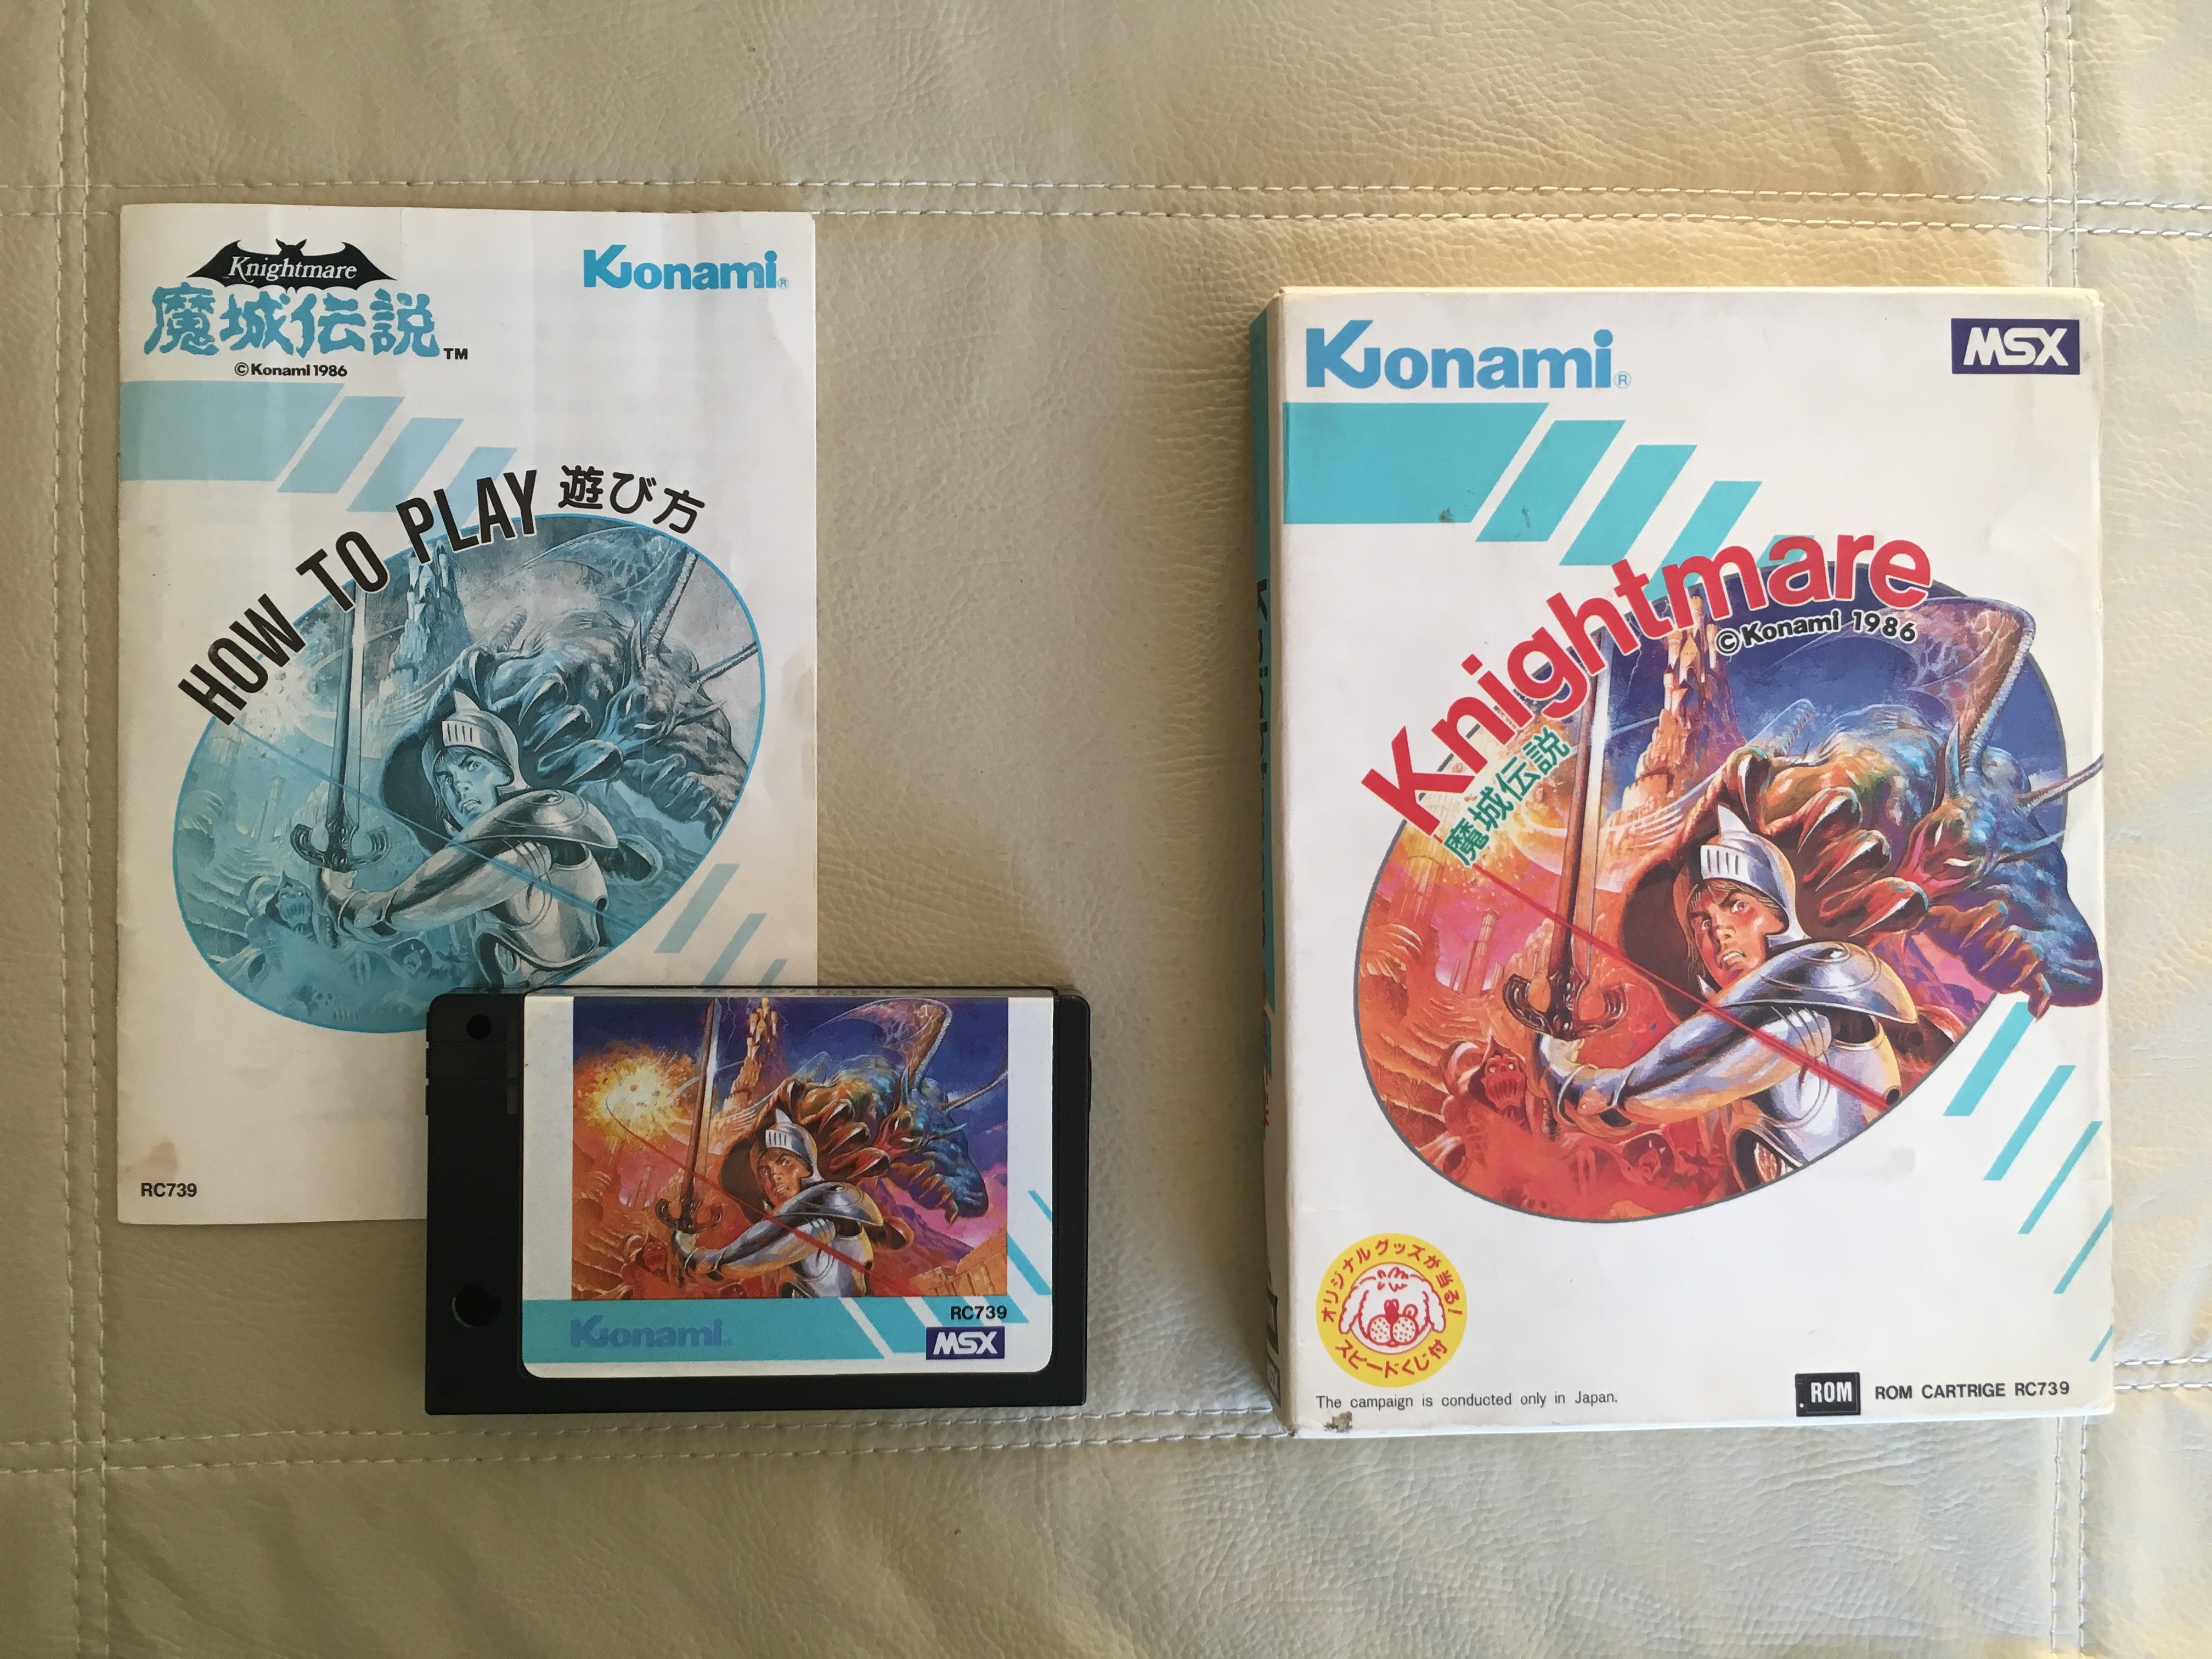 Knightmare
魔城伝説TM
©Konami 1986
Konami®
HOW TO PLAY 遊び方
RC739
RC739
Konami
MSX
Konami®
MSX
Knightmare
©Konami 1986
魔城伝説
オリジナルグッズが当る!
スピードくじ付
The campaign is conducted only in Japan.
ROM
ROM CARTRIGE RC739